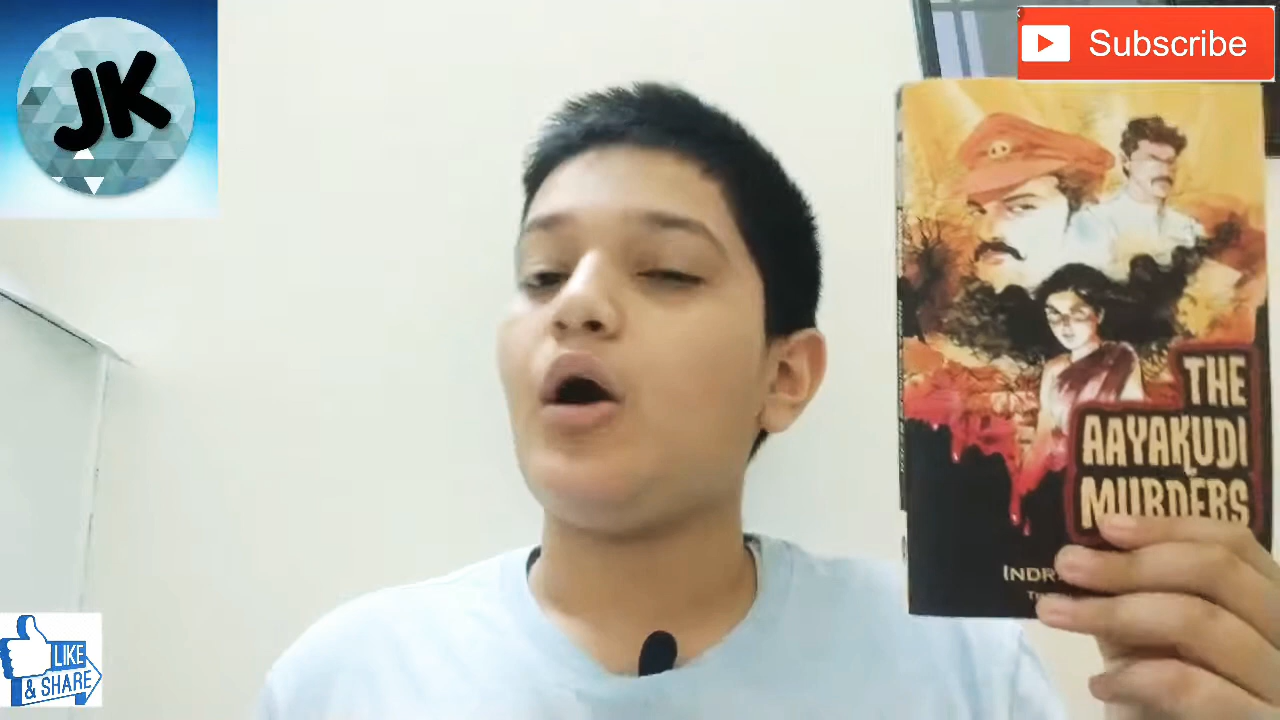 JK
Subscribe
THE
AAYAKUDI
MURDERS
LIKE
& SHARE